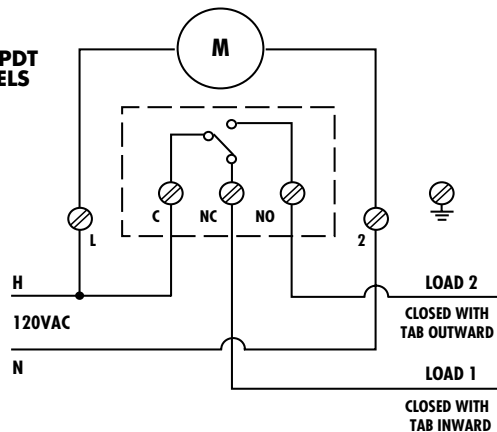 PDT
ELS
M
C NC NO
L 2
H LOAD 2
120VAC
CLOSED WITH
TAB OUTWARD
N LOAD 1
CLOSED WITH
TAB INWARD